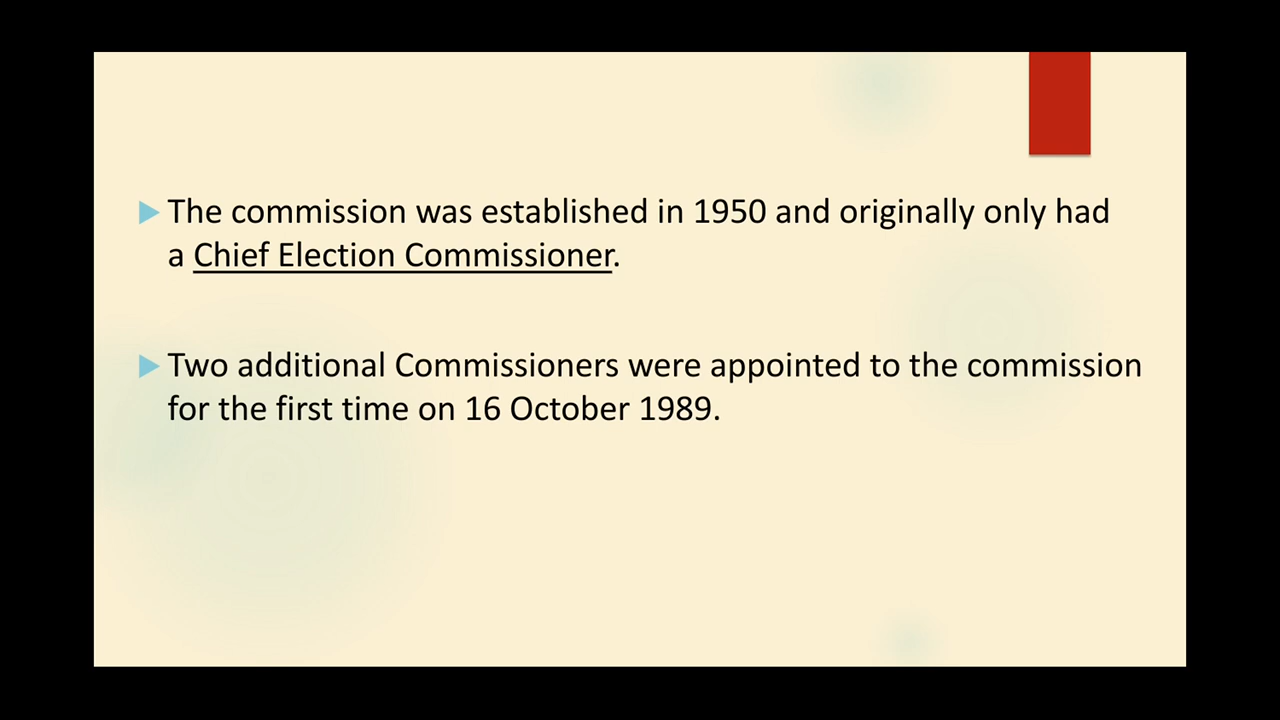 The commission was established in 1950 and originally only had
a Chief Election Commissioner.
Two additional Commissioners were appointed to the commission
for the first time on 16 October 1989.